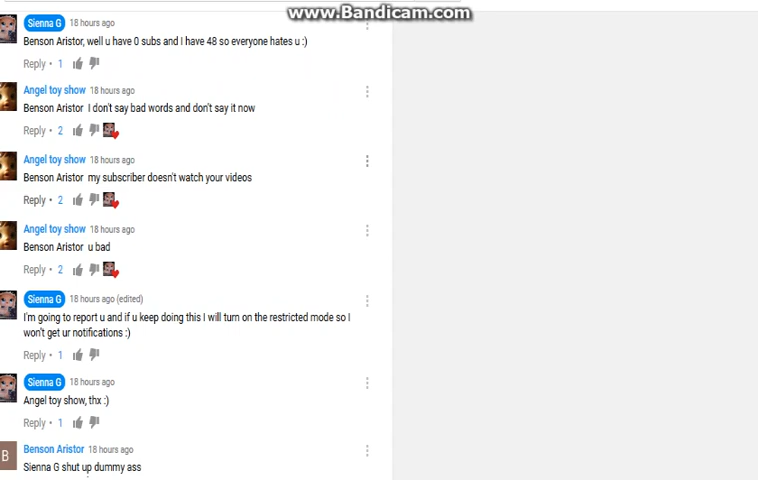 www.Bandicam.com
Sienna G 18 hours ago
Benson Aristor, well u have 0 subs and I have 48 so everyone hates u :)
Reply • 1
Angel toy show 18 hours ago
Benson Aristor I don't say bad words and don't say it now
Reply • 2
Angel toy show 18 hours ago
Benson Aristor my subscriber doesn't watch your videos
Reply • 2
Angel toy show 18 hours ago
Benson Aristor u bad
Reply • 2
Sienna G 18 hours ago (edited)
I'm going to report u and if u keep doing this I will turn on the restricted mode so I
won't get ur notifications :)
Reply • 1
Sienna G 18 hours ago
Angel toy show, thx :)
Reply • 1
B Benson Aristor 18 hours ago
Sienna G shut up dummy ass